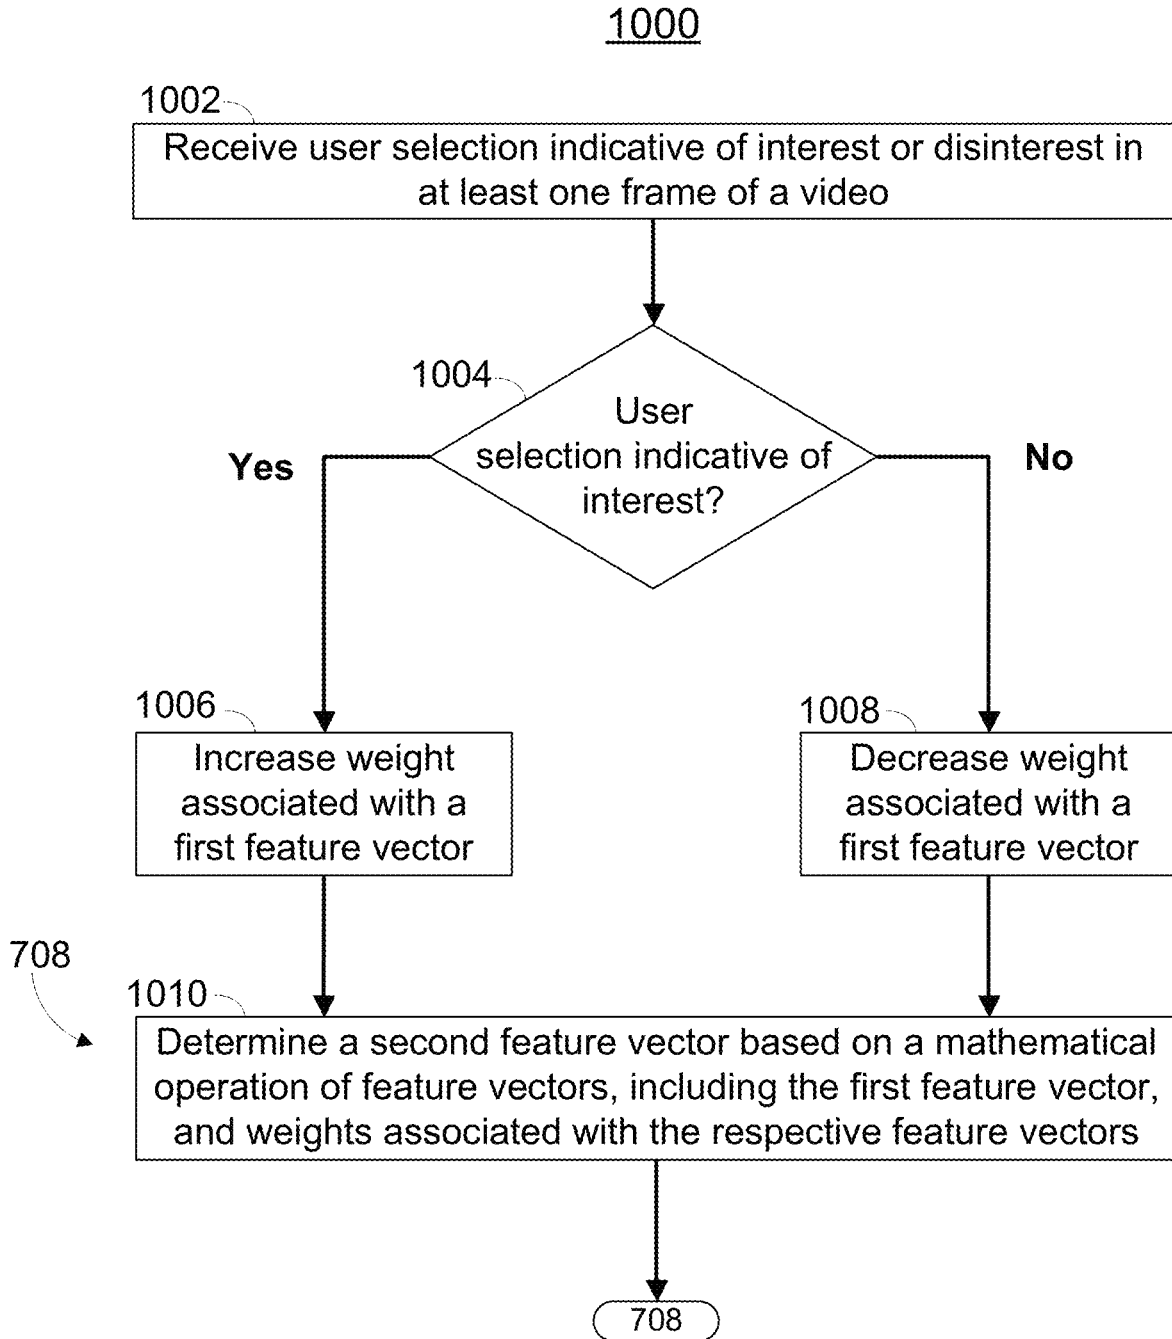 1000
1002
Receive user selection indicative of interest or disinterest in
at least one frame of a video
1004
User
selection indicative of
interest?
Yes
No
1006
Increase weight
associated with a
first feature vector
1008
Decrease weight
associated with a
first feature vector
708
1010
Determine a second feature vector based on a mathematical
operation of feature vectors, including the first feature vector,
and weights associated with the respective feature vectors
708